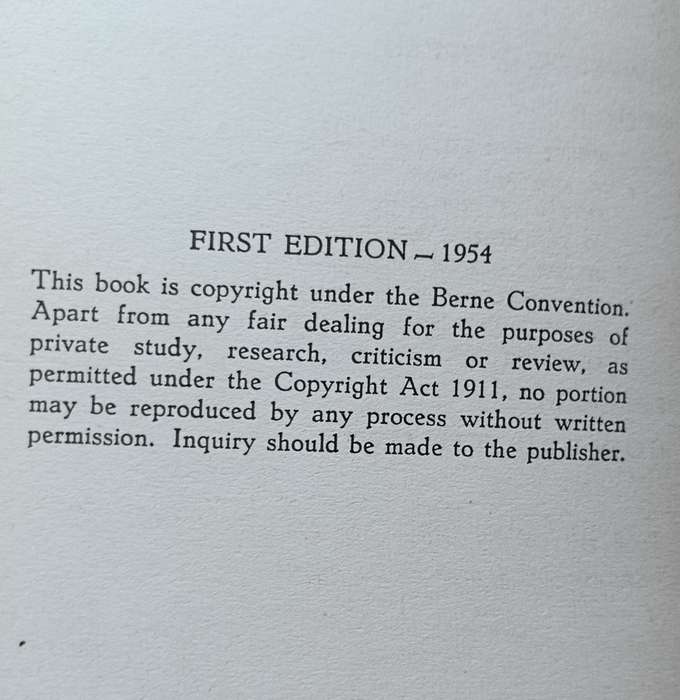 FIRST EDITION — 1954
This book is copyright under the Berne Convention.
Apart from any fair dealing for the purposes of
private study, research, criticism or review, as
permitted under the Copyright Act 1911, no portion
may be reproduced by any process without written
permission. Inquiry should be made to the publisher.